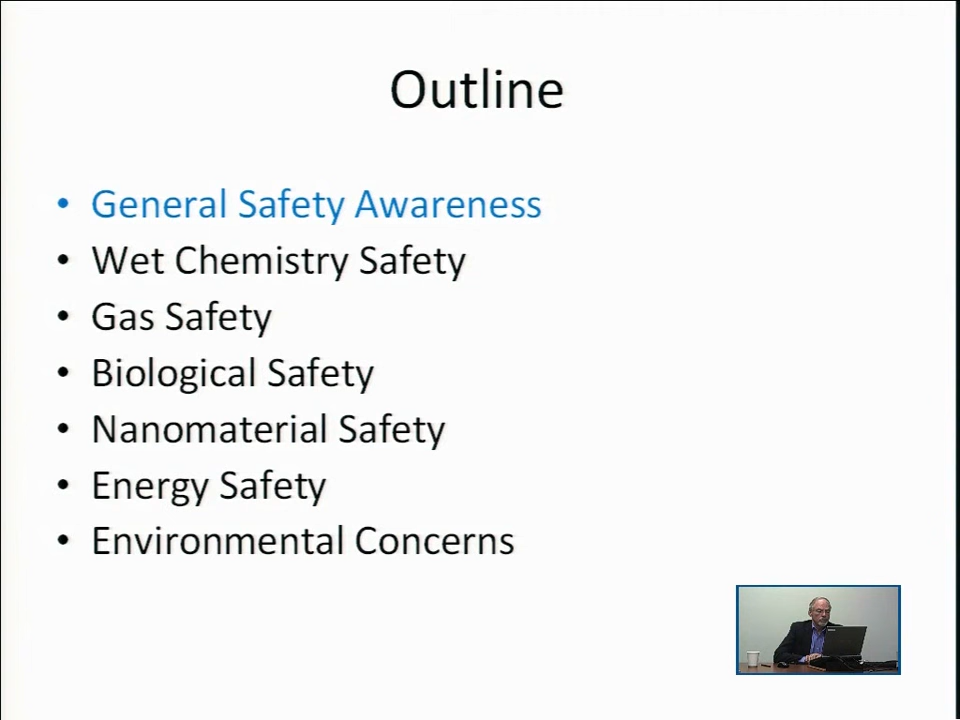 Outline
• General Safety Awareness
• Wet Chemistry Safety
• Gas Safety
• Biological Safety
• Nanomaterial Safety
• Energy Safety
• Environmental Concerns